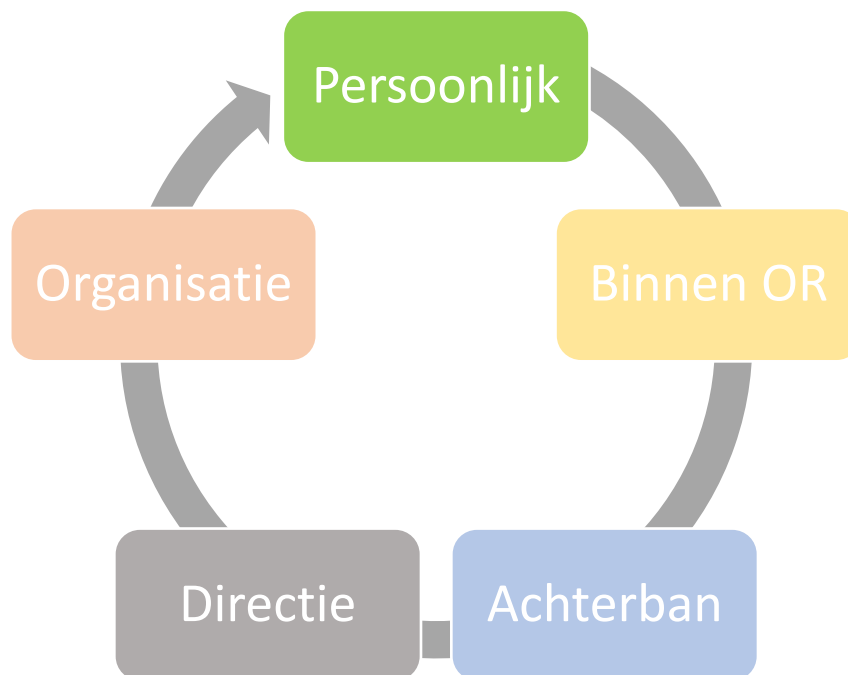 Persoonlijk
Binnen OR
Achterban
Directie
Organisatie